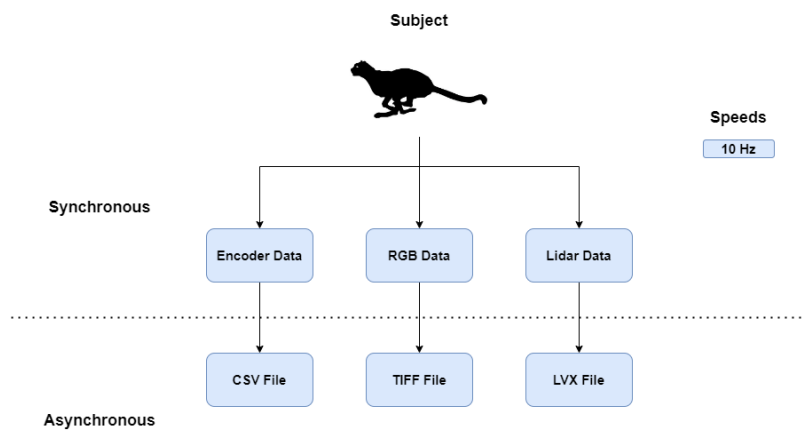 Subject
Speeds
10 Hz
Synchronous
Encoder Data
RGB Data
Lidar Data
CSV File
TIFF File
LVX File
Asynchronous